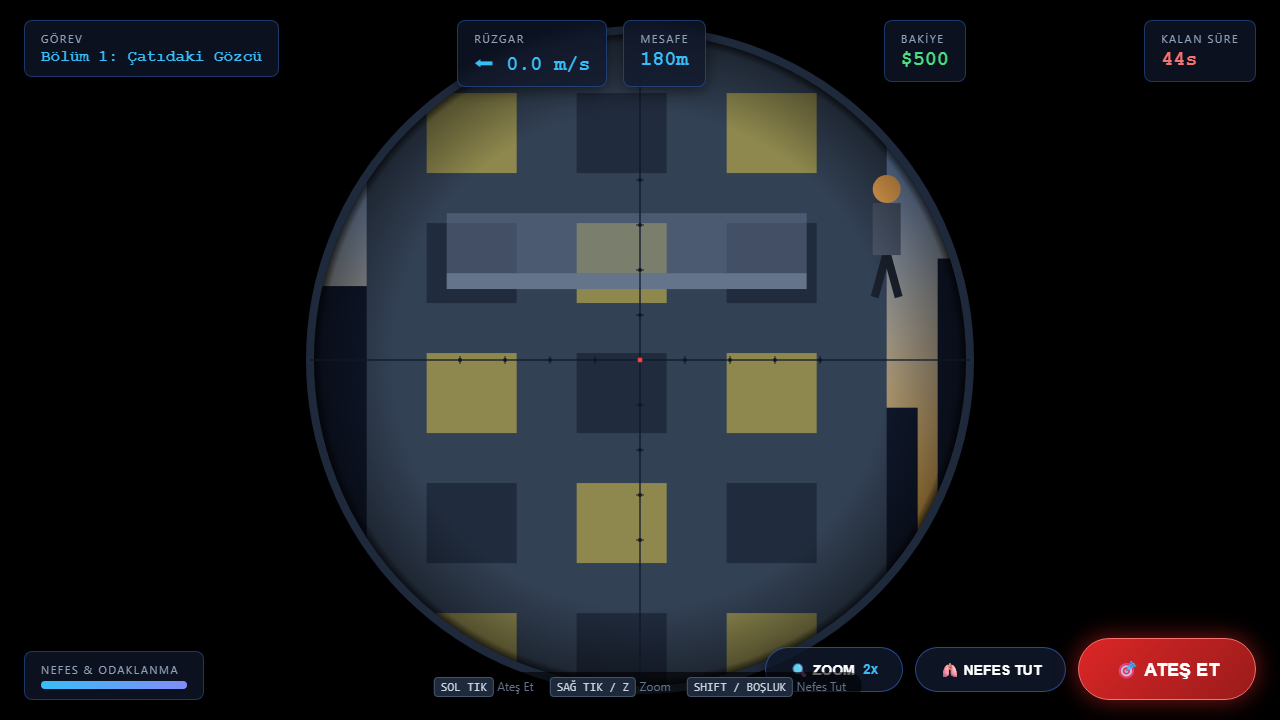 GÖREV
Bölüm 1: Çatıdaki Gözcü
RÜZGAR
← 0.0 m/s
MESAFE
180m
BAKİYE
$500
KALAN SÜRE
44s
NEFES & ODAKLANMA
ZOOM 2x
NEFES TUT
ATEŞ ET
SOL TIK Ateş Et SAĞ TIK / Z Zoom SHIFT / BOŞLUK Nefes Tut